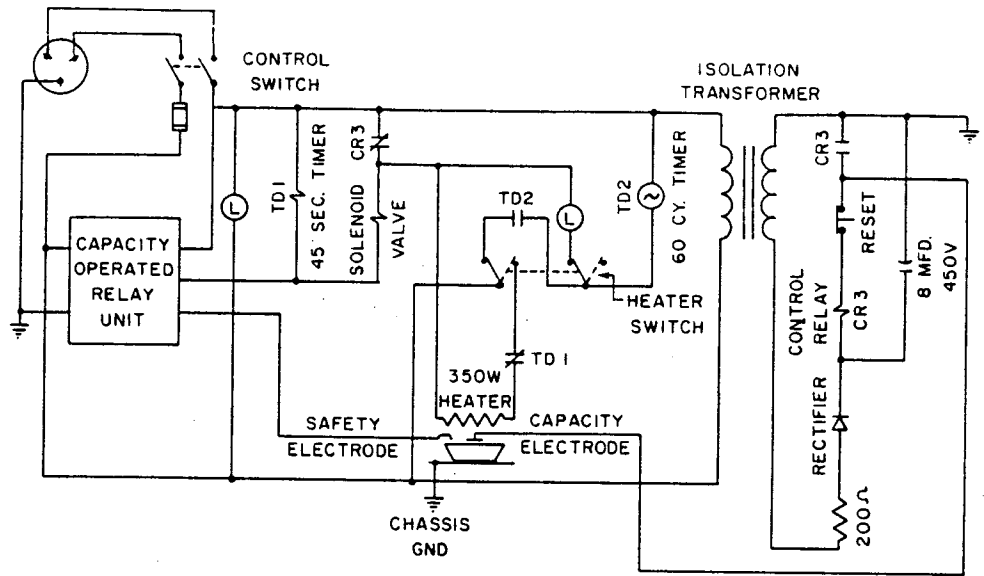 CONTROL
SWITCH
ISOLATION
TRANSFORMER
L
TD1
45 SEC. TIMER
CR3
SOLENOID
VALVE
TD2
L
TD2
60 CY. TIMER
CR3
RESET
8 MFD.
450V
CAPACITY
OPERATED
RELAY
UNIT
HEATER
SWITCH
CONTROL
RELAY
CR3
TD1
350W
HEATER
SAFETY
ELECTRODE
CAPACITY
ELECTRODE
RECTIFIER
200Ω
CHASSIS
GND